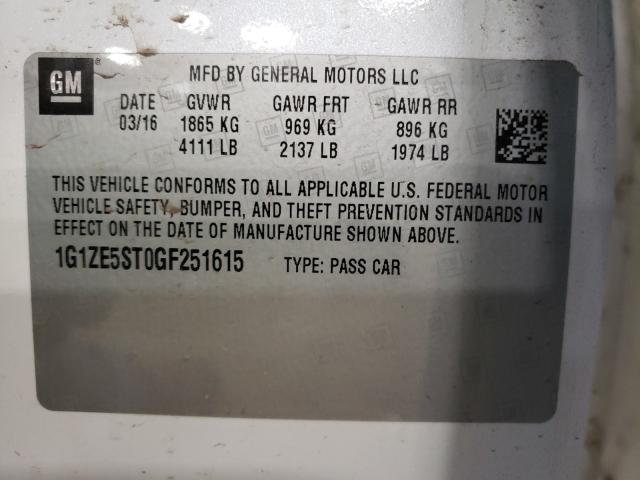 GM ®
MFD BY GENERAL MOTORS LLC
DATE GVWR GAWR FRT GAWR RR
03/16 1865 KG 969 KG 896 KG
4111 LB 2137 LB 1974 LB
THIS VEHICLE CONFORMS TO ALL APPLICABLE U.S. FEDERAL MOTOR
VEHICLE SAFETY, BUMPER, AND THEFT PREVENTION STANDARDS IN
EFFECT ON THE DATE OF MANUFACTURE SHOWN ABOVE.
1G1ZE5ST0GF251615 TYPE: PASS CAR